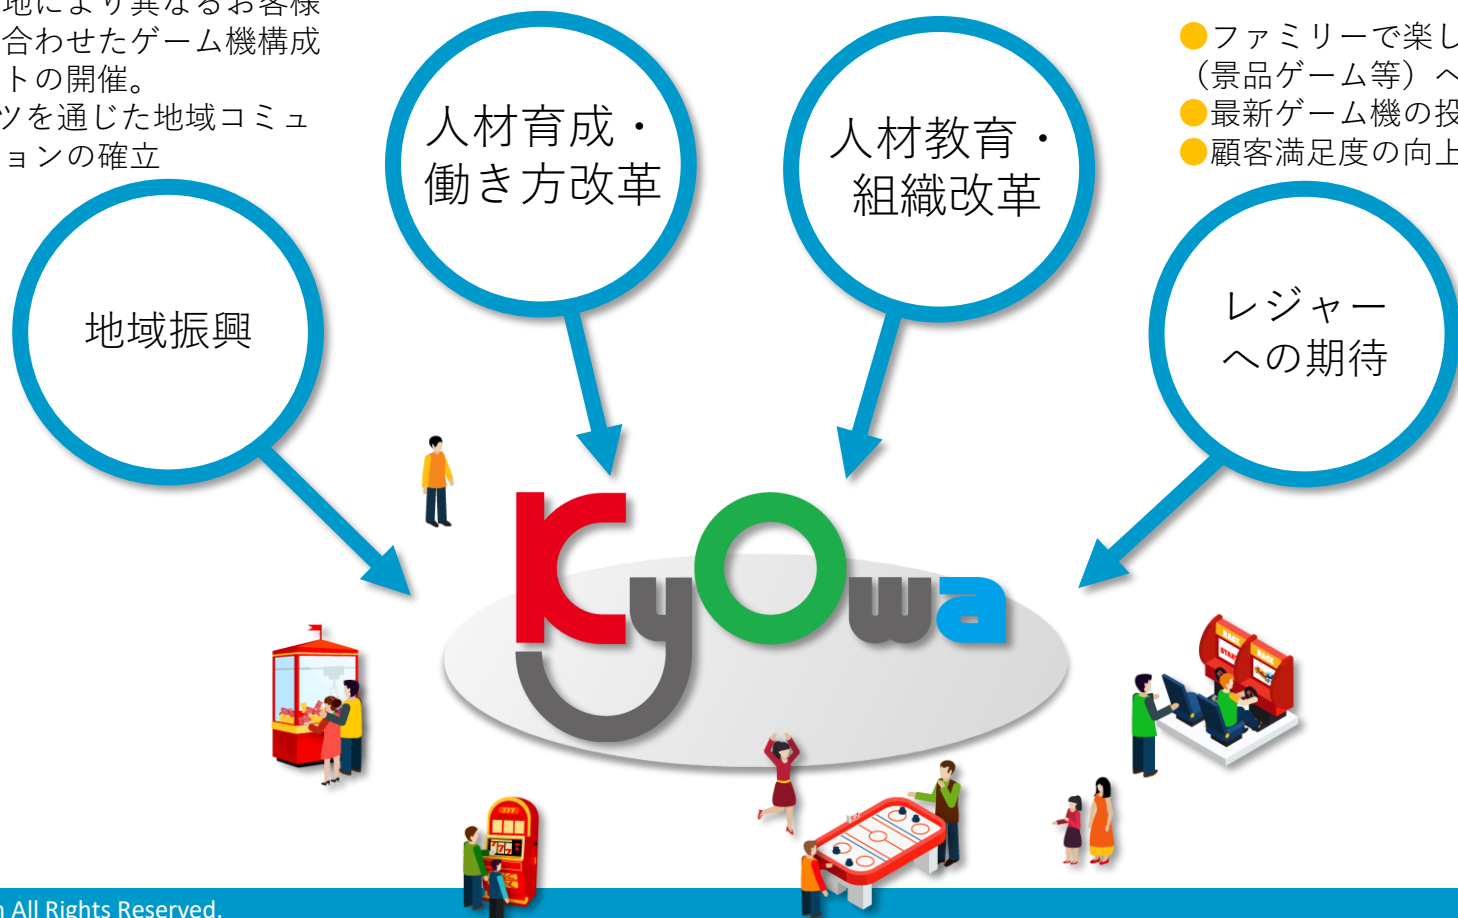 地により異なるお客様
合わせたゲーム機構成
トの開催。
ツを通じた地域コミュ
ョンの確立
人材育成・
働き方改革
人材教育・
組織改革
●ファミリーで楽し
（景品ゲーム等）へ
●最新ゲーム機の投
●顧客満足度の向上
地域振興
レジャー
への期待
KyOwa
RACE
RACE
START
777
777
All Rights Reserved.